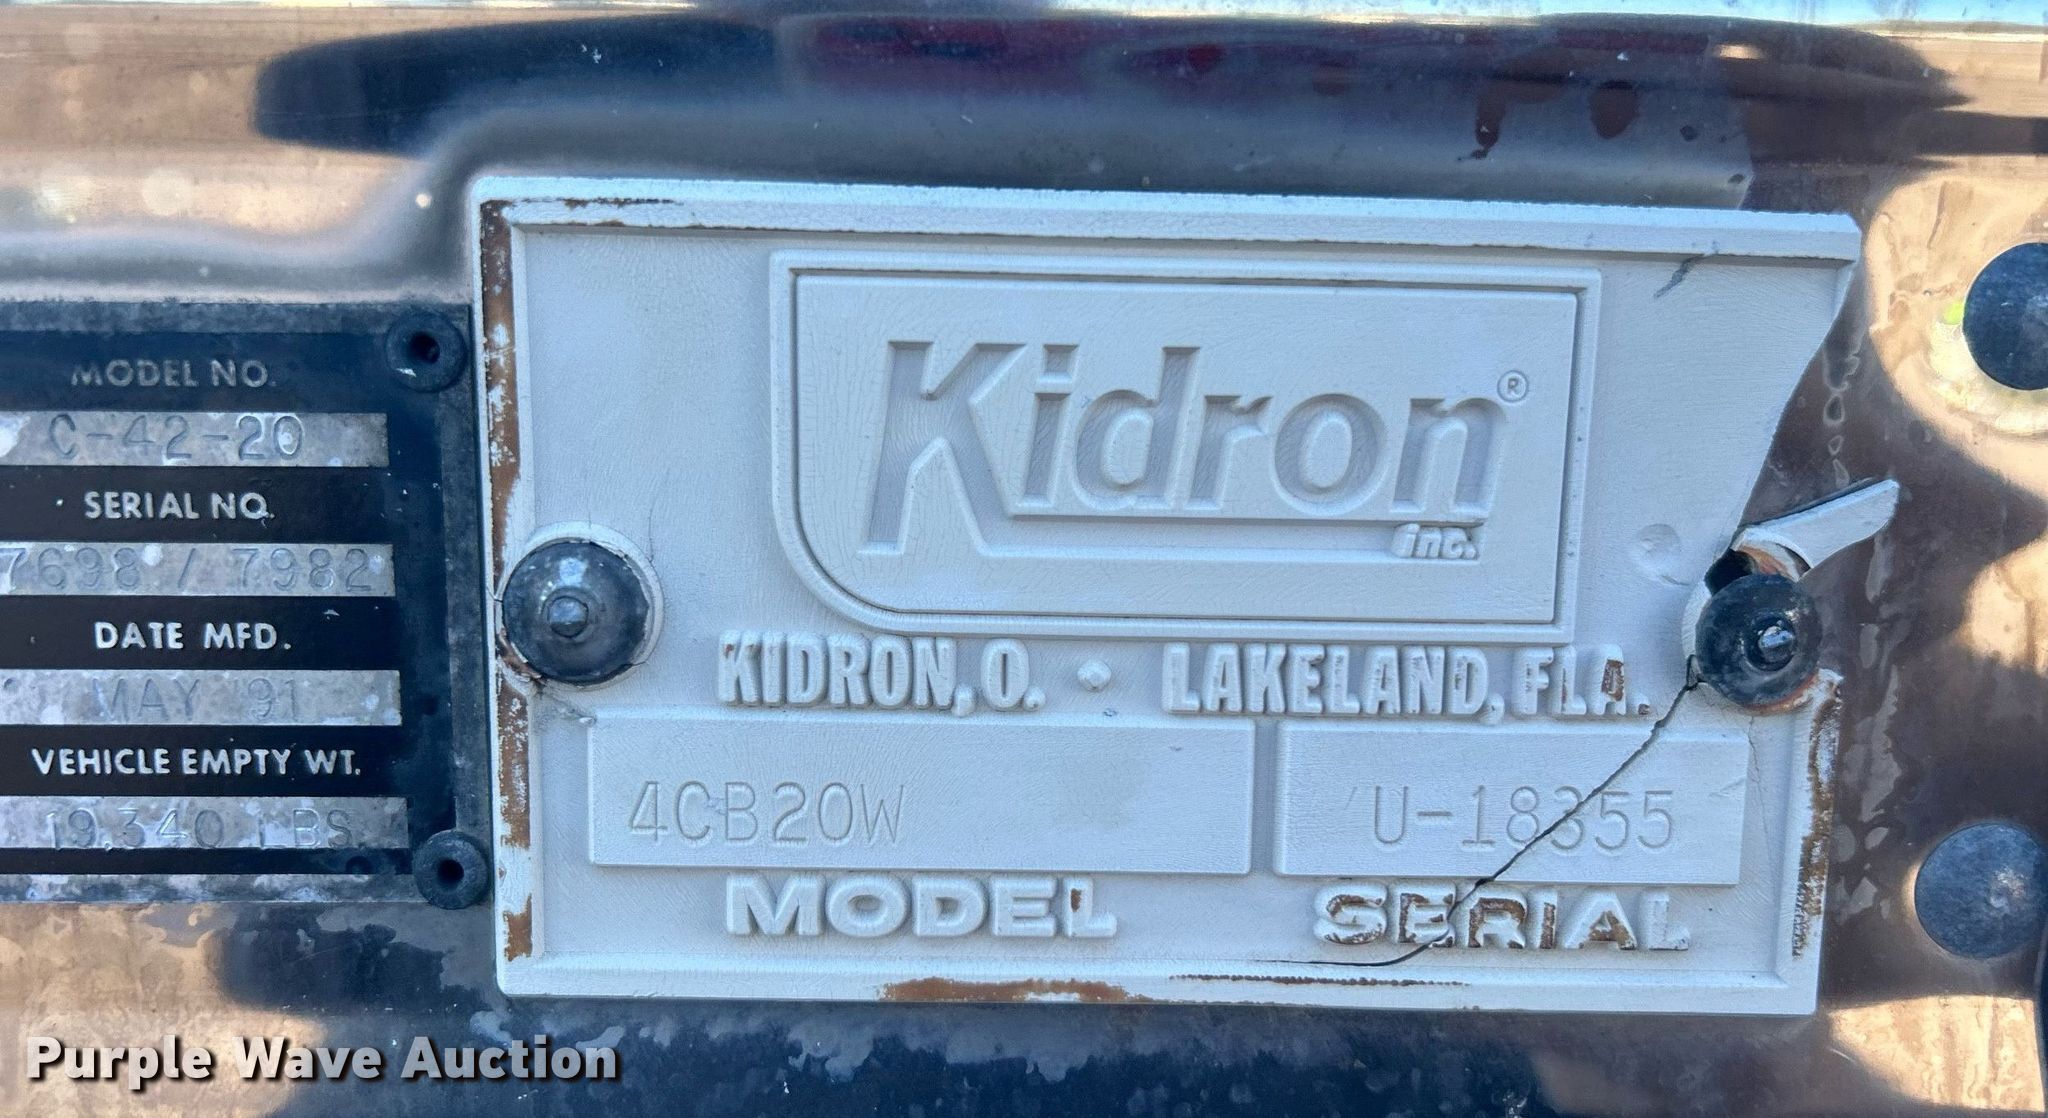 MODEL NO.
C-42-20
SERIAL NO.
7698 / 7982
DATE MFD.
MAY '91
VEHICLE EMPTY WT.
19,340 LBS.
Kidron®
inc.
KIDRON, O. • LAKELAND, FLA.
4CB20W
U-18355
MODEL
SERIAL
Purple Wave Auction